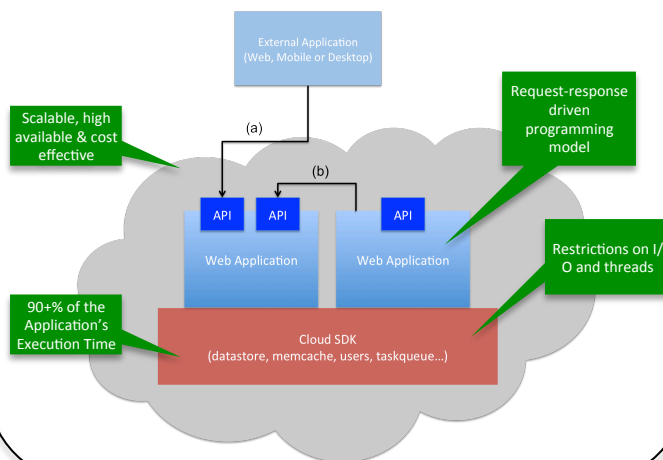 External Application
(Web, Mobile or Desktop)
Scalable, high
available & cost
effective
(a)
Request-response
driven
programming
model
(b)
API
API
API
Web Application
Web Application
Restrictions on I/
O and threads
90+% of the
Application’s
Execution Time
Cloud SDK
(datastore, memcache, users, taskqueue…)